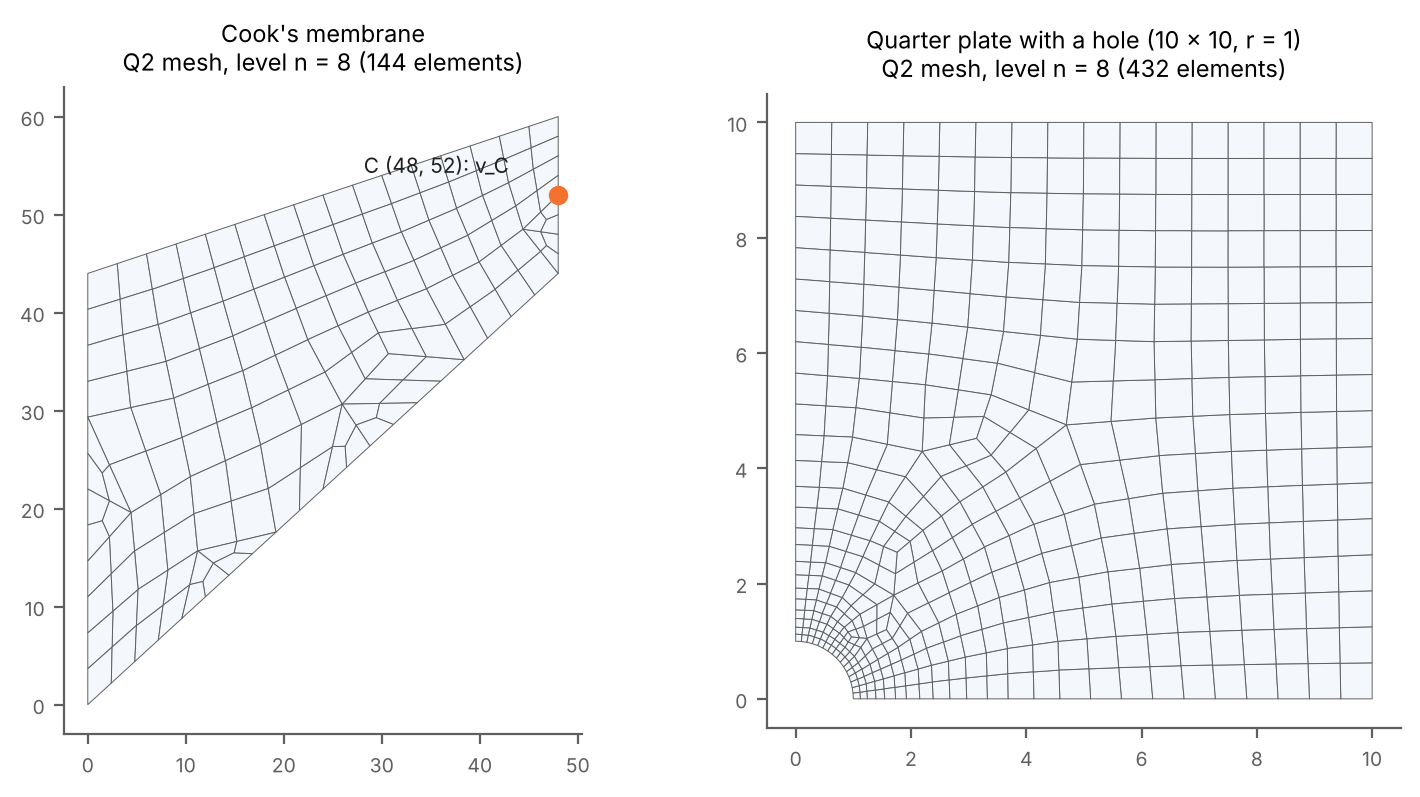 Cook's membrane
Q2 mesh, level n = 8 (144 elements)
60
50
40
30
20
10
0
C (48, 52): v_C
0 10 20 30 40 50
Quarter plate with a hole (10 × 10, r = 1)
Q2 mesh, level n = 8 (432 elements)
10
8
6
4
2
0
0 2 4 6 8 10